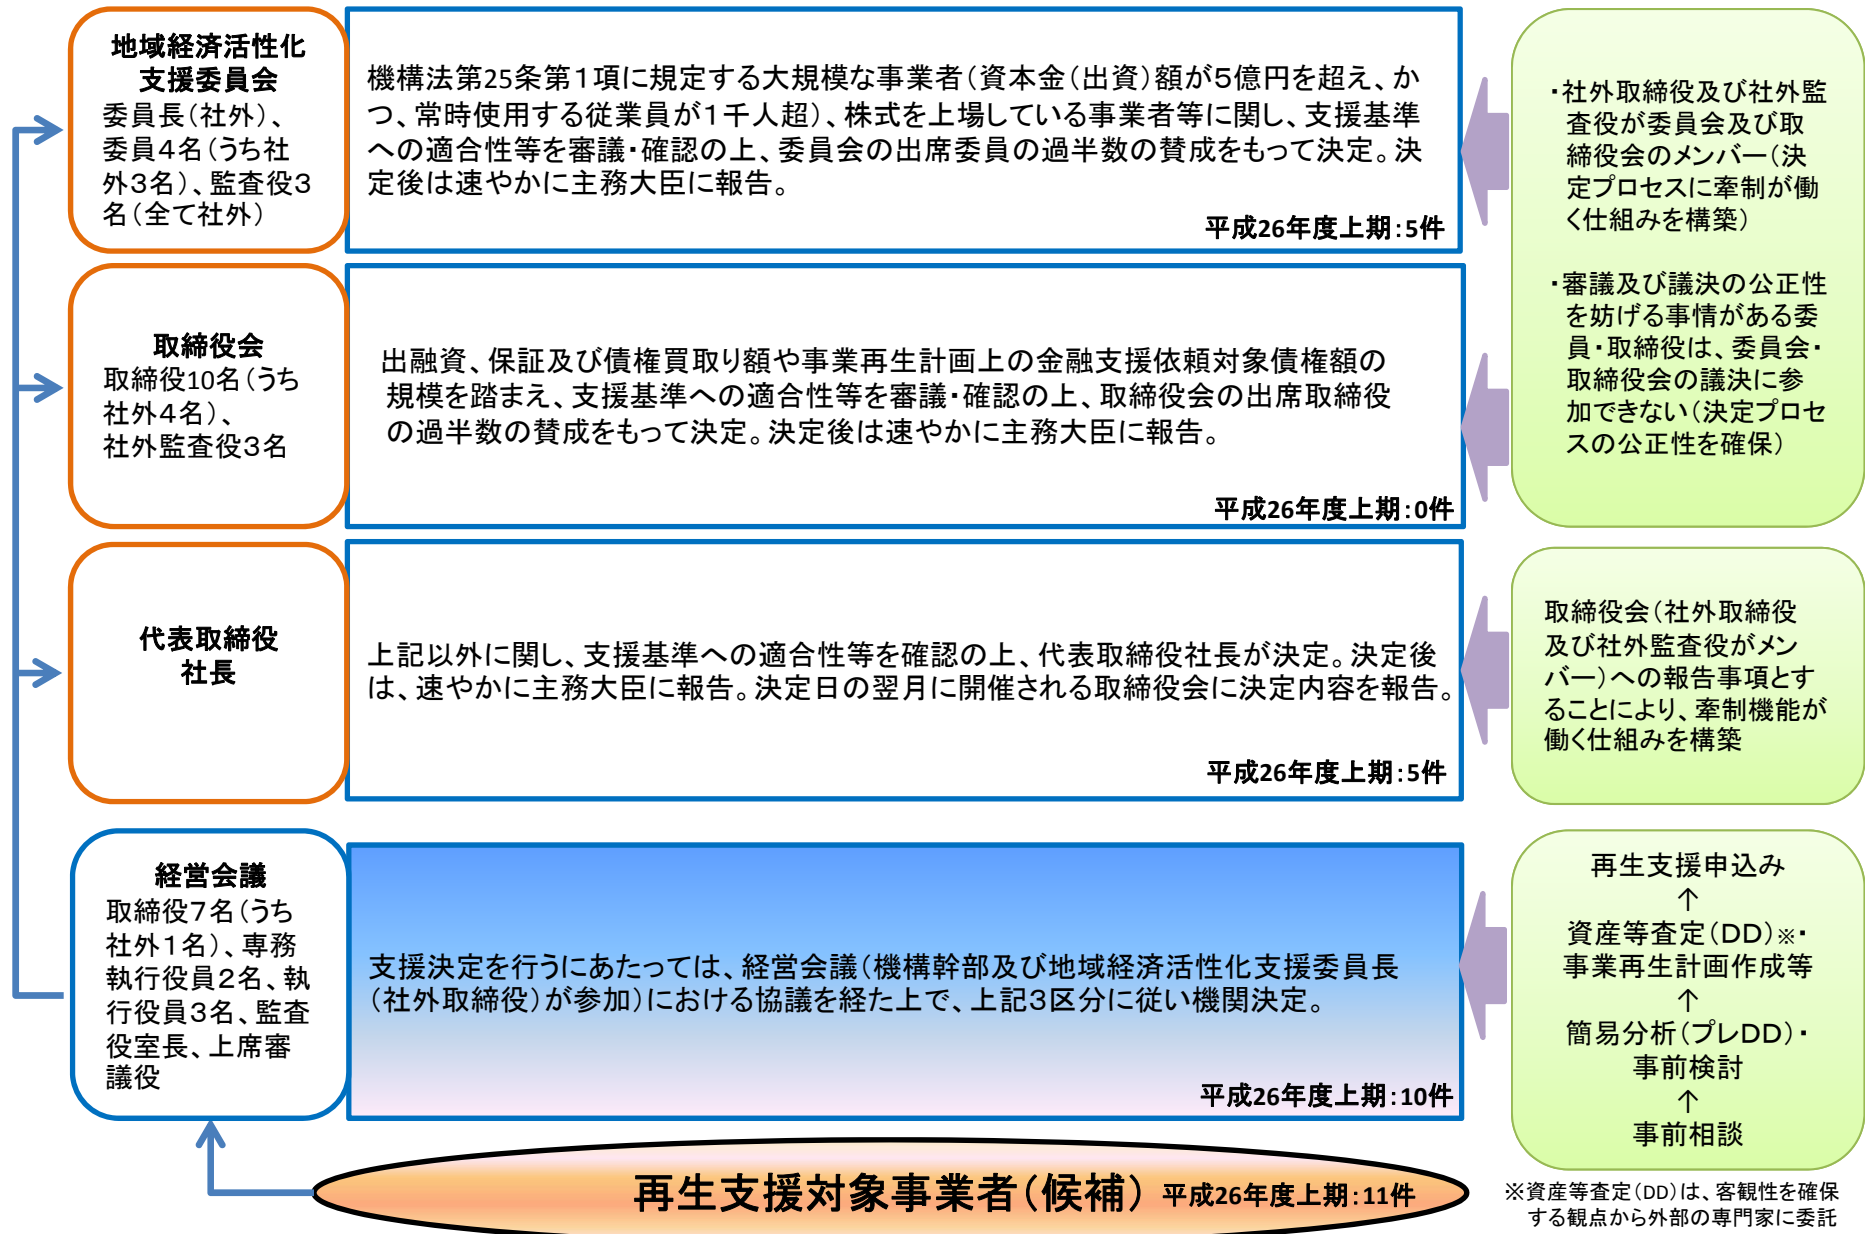 地域経済活性化
支援委員会
委員長（社外）、
委員４名（うち社
外３名）、監査役３
名（全て社外）
機構法第25条第１項に規定する大規模な事業者（資本金（出資）額が５億円を超え、か
つ、常時使用する従業員が１千人超）、株式を上場している事業者等に関し、支援基準
への適合性等を審議・確認の上、委員会の出席委員の過半数の賛成をもって決定。決
定後は速やかに主務大臣に報告。
平成26年度上期：5件
・社外取締役及び社外監
査役が委員会及び取
締役会のメンバー（決
定プロセスに牽制が働
く仕組みを構築）
・審議及び議決の公正性
を妨げる事情がある委
員・取締役は、委員会・
取締役会の議決に参
加できない（決定プロセ
スの公正性を確保）
取締役会
取締役10名（うち
社外４名）、
社外監査役３名
出融資、保証及び債権買取り額や事業再生計画上の金融支援依頼対象債権額の
規模を踏まえ、支援基準への適合性等を審議・確認の上、取締役会の出席取締役
の過半数の賛成をもって決定。決定後は速やかに主務大臣に報告。
平成26年度上期：0件
代表取締役
社長
上記以外に関し、支援基準への適合性等を確認の上、代表取締役社長が決定。決定後
は、速やかに主務大臣に報告。決定日の翌月に開催される取締役会に決定内容を報告。
平成26年度上期：5件
取締役会（社外取締役
及び社外監査役がメン
バー）への報告事項とす
ることにより、牽制機能が
働く仕組みを構築
経営会議
取締役７名（うち
社外１名）、専務
執行役員２名、執
行役員３名、監査
役室長、上席審
議役
支援決定を行うにあたっては、経営会議（機構幹部及び地域経済活性化支援委員長
（社外取締役）が参加）における協議を経た上で、上記３区分に従い機関決定。
平成26年度上期：10件
再生支援申込み
↑
資産等査定（ＤＤ）※・
事業再生計画作成等
↑
簡易分析（プレＤＤ）・
事前検討
↑
事前相談
再生支援対象事業者（候補） 平成26年度上期：11件
※資産等査定（DD）は、客観性を確保
する観点から外部の専門家に委託